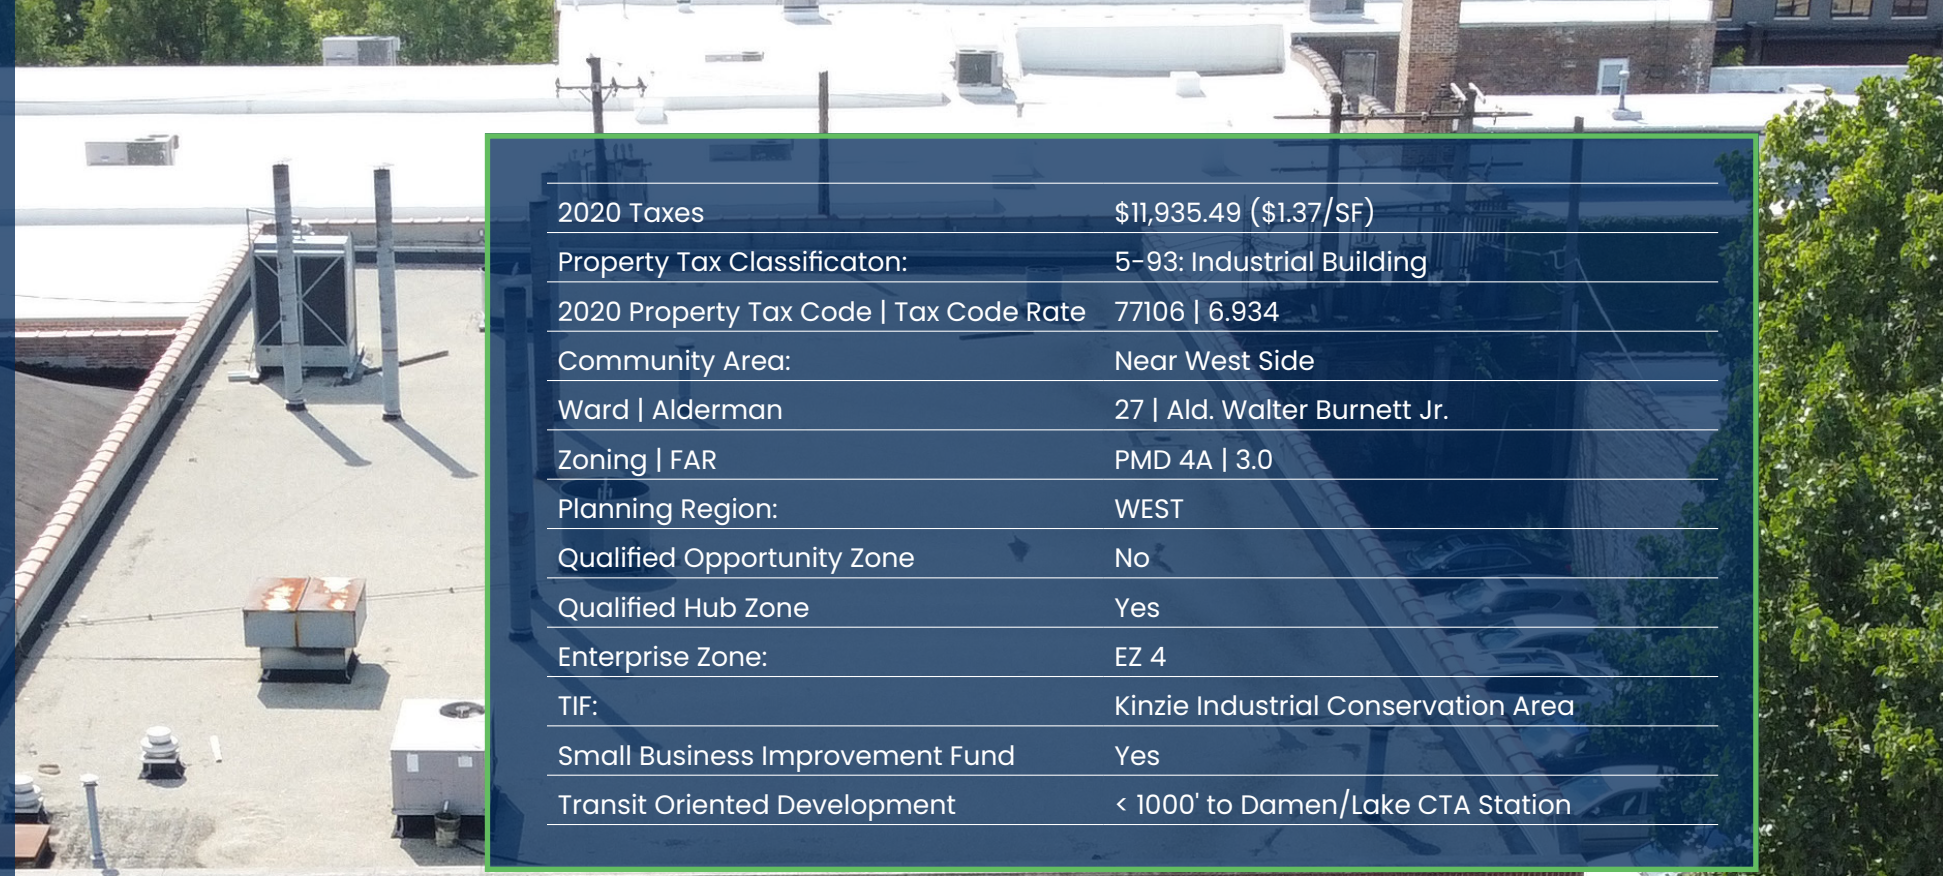 2020 Taxes $11,935.49 ($1.37/SF)
Property Tax Classificaton: 5-93: Industrial Building
2020 Property Tax Code | Tax Code Rate 77106 | 6.934
Community Area: Near West Side
Ward | Alderman 27 | Ald. Walter Burnett Jr.
Zoning | FAR PMD 4A | 3.0
Planning Region: WEST
Qualified Opportunity Zone No
Qualified Hub Zone Yes
Enterprise Zone: EZ 4
TIF: Kinzie Industrial Conservation Area
Small Business Improvement Fund Yes
Transit Oriented Development < 1000' to Damen/Lake CTA Station